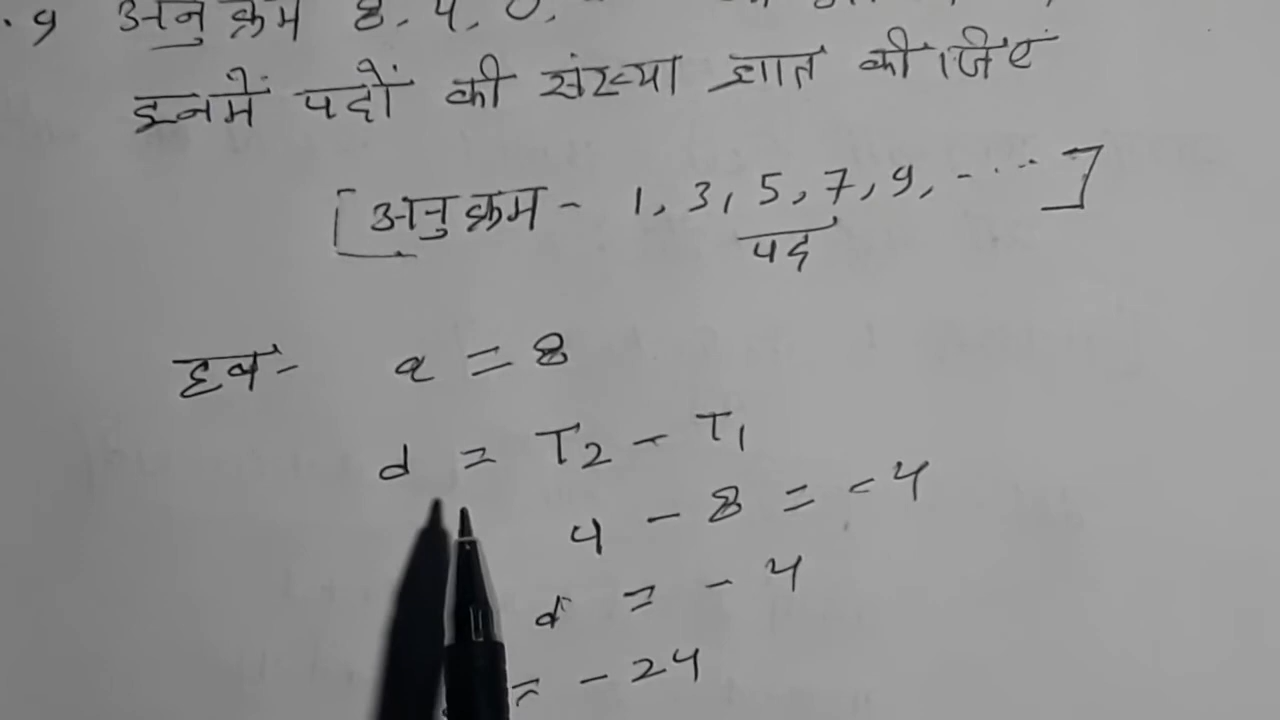 . 9 अनुक्रम 8, 4, 0,
इनमें पदों की संख्या ज्ञात कीजिए
[अनुक्रम - 1, 3, 5, 7, 9, - ... ]
पद
हल - a = 8
d = T2 - T1
4 - 8 = - 4
d = - 4
= - 24